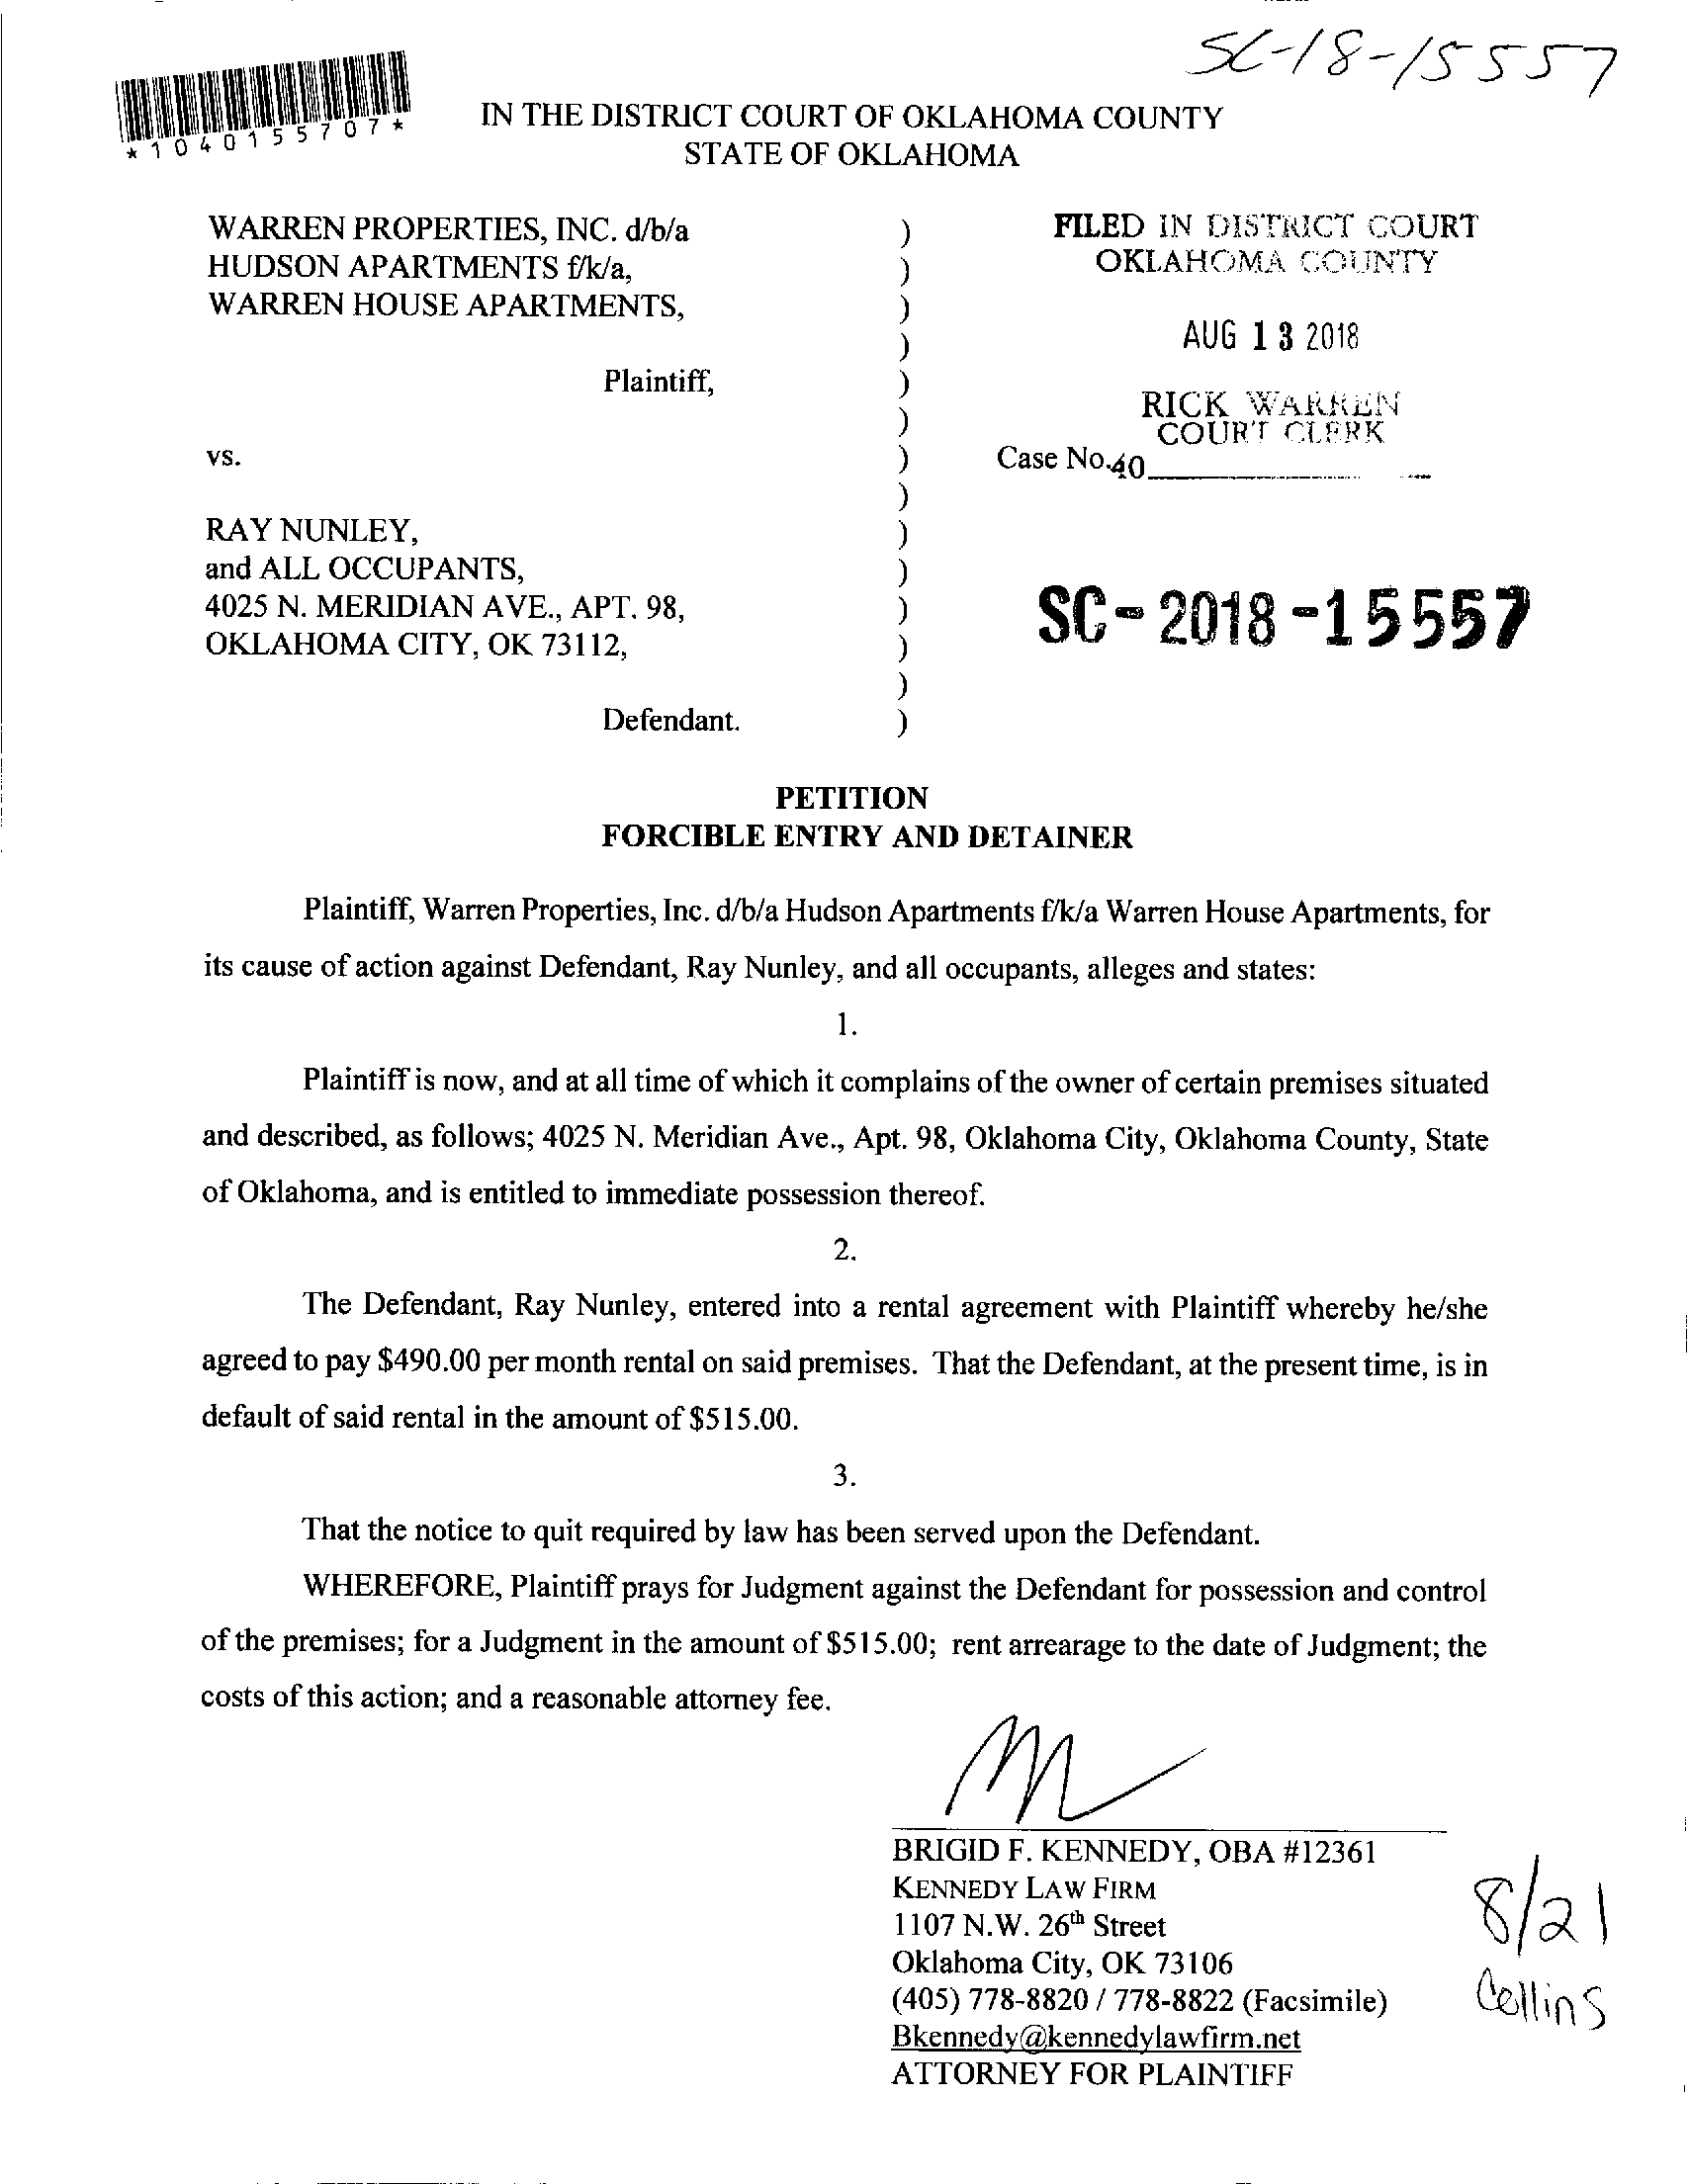 SC-18-15557
*1040155707*
IN THE DISTRICT COURT OF OKLAHOMA COUNTY
STATE OF OKLAHOMA
WARREN PROPERTIES, INC. d/b/a
HUDSON APARTMENTS f/k/a,
WARREN HOUSE APARTMENTS,
Plaintiff,
vs.
RAY NUNLEY,
and ALL OCCUPANTS,
4025 N. MERIDIAN AVE., APT. 98,
OKLAHOMA CITY, OK 73112,
Defendant.
)
)
)
)
)
)
)
)
)
)
)
)
)
)
FILED IN DISTRICT COURT
OKLAHOMA COUNTY
AUG 13 2018
RICK WARREN
COURT CLERK
Case No.40
SC-2018-15557
PETITION
FORCIBLE ENTRY AND DETAINER
Plaintiff, Warren Properties, Inc. d/b/a Hudson Apartments f/k/a Warren House Apartments, for
its cause of action against Defendant, Ray Nunley, and all occupants, alleges and states:
1.
Plaintiff is now, and at all time of which it complains of the owner of certain premises situated
and described, as follows; 4025 N. Meridian Ave., Apt. 98, Oklahoma City, Oklahoma County, State
of Oklahoma, and is entitled to immediate possession thereof.
2.
The Defendant, Ray Nunley, entered into a rental agreement with Plaintiff whereby he/she
agreed to pay $490.00 per month rental on said premises. That the Defendant, at the present time, is in
default of said rental in the amount of $515.00.
3.
That the notice to quit required by law has been served upon the Defendant.
WHEREFORE, Plaintiff prays for Judgment against the Defendant for possession and control
of the premises; for a Judgment in the amount of $515.00; rent arrearage to the date of Judgment; the
costs of this action; and a reasonable attorney fee.
BRIGID F. KENNEDY, OBA #12361
KENNEDY LAW FIRM
1107 N.W. 26th Street
Oklahoma City, OK 73106
(405) 778-8820 / 778-8822 (Facsimile)
Bkennedy@kennedylawfirm.net
ATTORNEY FOR PLAINTIFF
8/21
Collins